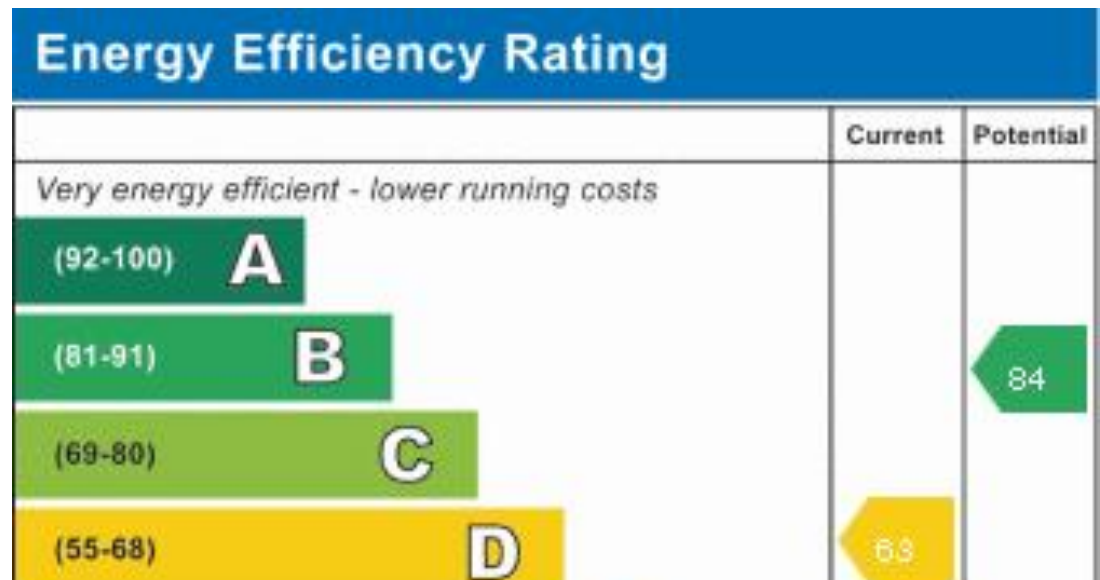 Energy Efficiency Rating
Current Potential
Very energy efficient - lower running costs
(92-100) A
(81-91) B
84
(69-80) C
(55-68) D
63